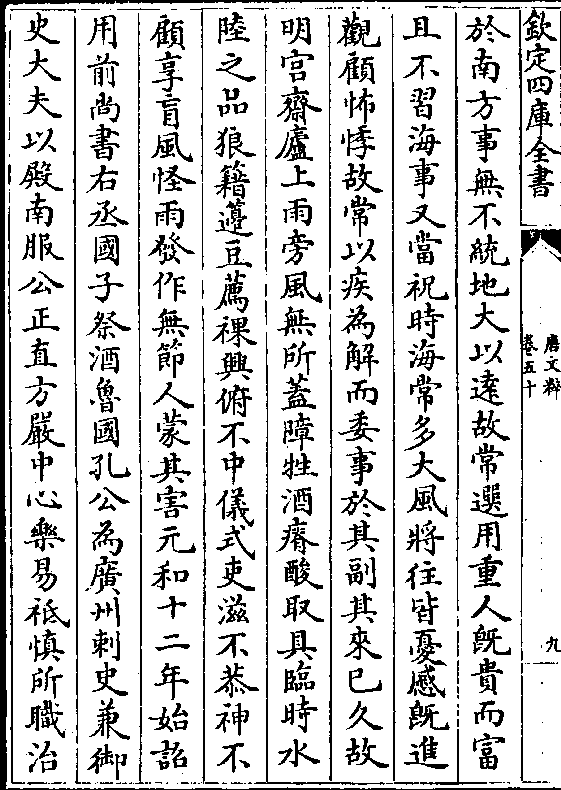 欽定四庫全書
唐文粹
卷五十
九
於南方事無不統地大以逺故常選用重人既貴而富
且不習海事又當祝時海常多大風將往皆憂慼既進
觀顧怖悸故常以疾為解而委事於其副其來已久故
明宫齋廬上雨旁風無所蓋障牲酒瘠酸取具臨時水
陸之品狼籍籩豆薦祼興俯不中儀式吏滋不恭神不
顧享盲風怪雨發作無節人蒙其害元和十二年始詔
用前尚書右丞國子祭酒魯國孔公為廣州刺史兼御
史大夫以殿南服公正直方嚴中心樂易祗慎所職治